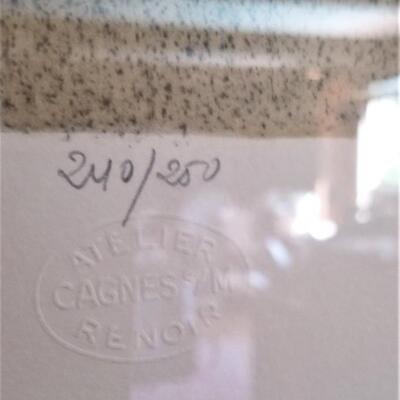 240/250
ATELIER
CAGNES S/M
RENOIR